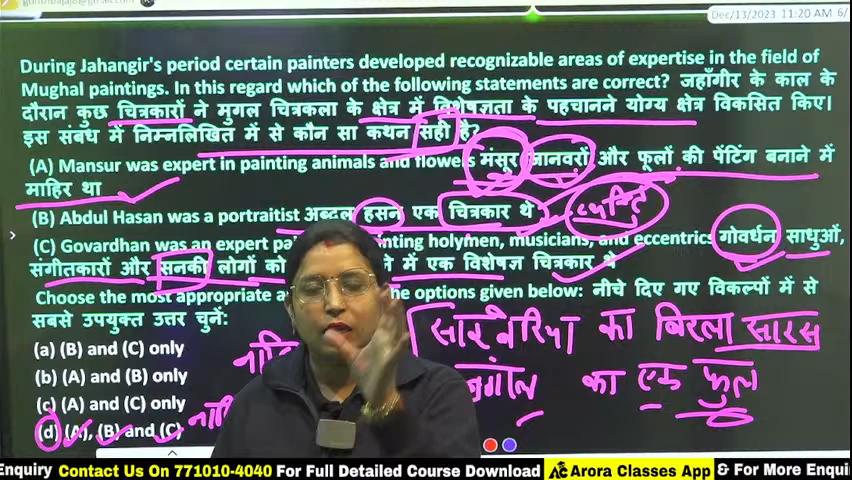 Dec/13/2023 11:20 AM 6/
During Jahangir's period certain painters developed recognizable areas of expertise in the field of
Mughal paintings. In this regard which of the following statements are correct? जहाँगीर के काल के
दौरान कुछ चित्रकारों ने मुगल चित्रकला के क्षेत्र में विशेषज्ञता के पहचानने योग्य क्षेत्र विकसित किए।
इस संबंध में निम्नलिखित में से कौन सा कथन सही है?
(A) Mansur was expert in painting animals and flowers मंसूर जानवरों और फूलों की पेंटिंग बनाने में
माहिर था
(B) Abdul Hasan was a portraitist अब्दुल हसन एक चित्रकार थे
(C) Govardhan was an expert painting holymen, musicians, and eccentrics गोवर्धन साधुओं,
संगीतकारों और सनकी लोगों को में एक विशेषज्ञ चित्रकार थे
Choose the most appropriate the options given below: नीचे दिए गए विकल्पों में से
सबसे उपयुक्त उत्तर चुनें:
सारबेरिया का बिरला सारस
(a) (B) and (C) only
(b) (A) and (B) only
का एक फुल
(c) (A) and (C) only
(d) (A), (B) and (C)
Enquiry Contact Us On 771010-4040 For Full Detailed Course Download AC Arora Classes App & For More Enqui